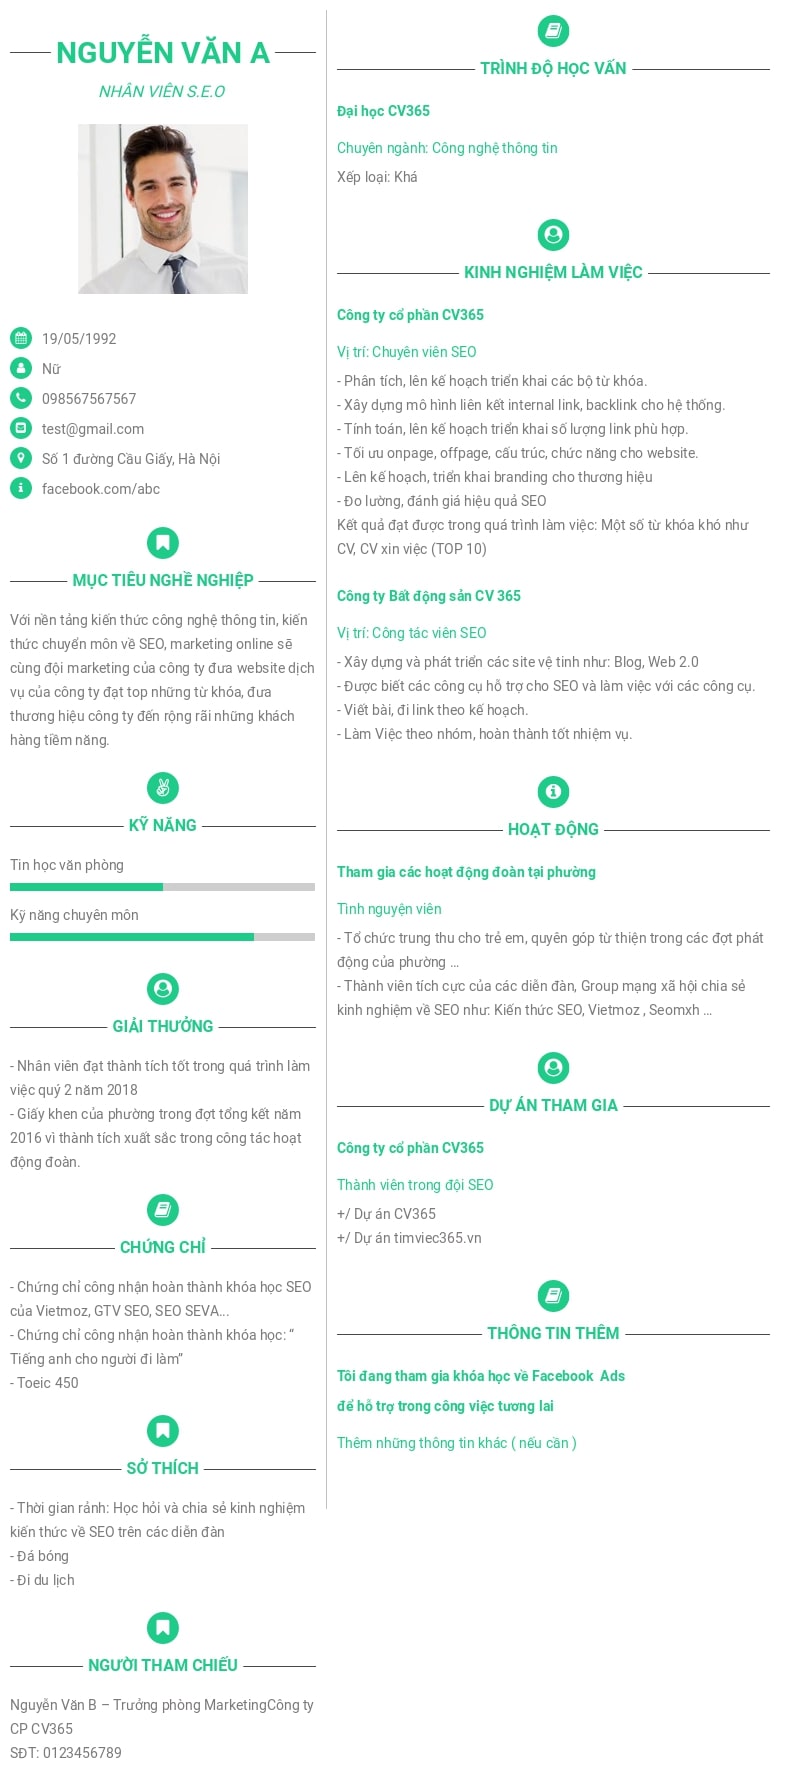 NGUYỄN VĂN A
NHÂN VIÊN S.E.O
19/05/1992
Nữ
098567567567
test@gmail.com
Số 1 đường Cầu Giấy, Hà Nội
facebook.com/abc
MỤC TIÊU NGHỀ NGHIỆP
Với nền tảng kiến thức công nghệ thông tin, kiến
thức chuyển môn về SEO, marketing online sẽ
cùng đội marketing của công ty đưa website dịch
vụ của công ty đạt top những từ khóa, đưa
thương hiệu công ty đến rộng rãi những khách
hàng tiềm năng.
KỸ NĂNG
Tin học văn phòng
Kỹ năng chuyên môn
GIẢI THƯỞNG
- Nhân viên đạt thành tích tốt trong quá trình làm
việc quý 2 năm 2018
- Giấy khen của phường trong đợt tổng kết năm
2016 vì thành tích xuất sắc trong công tác hoạt
động đoàn.
CHỨNG CHỈ
- Chứng chỉ công nhận hoàn thành khóa học SEO
của Vietmoz, GTV SEO, SEO SEVA...
- Chứng chỉ công nhận hoàn thành khóa học: “
Tiếng anh cho người đi làm”
- Toeic 450
SỞ THÍCH
- Thời gian rảnh: Học hỏi và chia sẻ kinh nghiệm
kiến thức về SEO trên các diễn đàn
- Đá bóng
- Đi du lịch
NGƯỜI THAM CHIẾU
Nguyễn Văn B – Trưởng phòng MarketingCông ty
CP CV365
SĐT: 0123456789
TRÌNH ĐỘ HỌC VẤN
Đại học CV365
Chuyên ngành: Công nghệ thông tin
Xếp loại: Khá
KINH NGHIỆM LÀM VIỆC
Công ty cổ phần CV365
Vị trí: Chuyên viên SEO
- Phân tích, lên kế hoạch triển khai các bộ từ khóa.
- Xây dựng mô hình liên kết internal link, backlink cho hệ thống.
- Tính toán, lên kế hoạch triển khai số lượng link phù hợp.
- Tối ưu onpage, offpage, cấu trúc, chức năng cho website.
- Lên kế hoạch, triển khai branding cho thương hiệu
- Đo lường, đánh giá hiệu quả SEO
Kết quả đạt được trong quá trình làm việc: Một số từ khóa khó như
CV, CV xin việc (TOP 10)
Công ty Bất động sản CV 365
Vị trí: Công tác viên SEO
- Xây dựng và phát triển các site vệ tinh như: Blog, Web 2.0
- Được biết các công cụ hỗ trợ cho SEO và làm việc với các công cụ.
- Viết bài, đi link theo kế hoạch.
- Làm Việc theo nhóm, hoàn thành tốt nhiệm vụ.
HOẠT ĐỘNG
Tham gia các hoạt động đoàn tại phường
Tình nguyện viên
- Tổ chức trung thu cho trẻ em, quyên góp từ thiện trong các đợt phát
động của phường ...
- Thành viên tích cực của các diễn đàn, Group mạng xã hội chia sẻ
kinh nghiệm về SEO như: Kiến thức SEO, Vietmoz , Seomxh ...
DỰ ÁN THAM GIA
Công ty cổ phần CV365
Thành viên trong đội SEO
+/ Dự án CV365
+/ Dự án timviec365.vn
THÔNG TIN THÊM
Tôi đang tham gia khóa học về Facebook  Ads
để hỗ trợ trong công việc tương lai
Thêm những thông tin khác ( nếu cần )